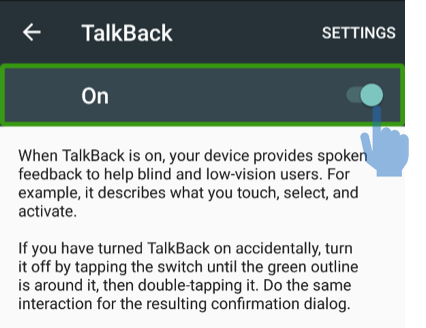 TalkBack SETTINGS
On
When TalkBack is on, your device provides spoken
feedback to help blind and low-vision users. For
example, it describes what you touch, select, and
activate.
If you have turned TalkBack on accidentally, turn
it off by tapping the switch until the green outline
is around it, then double-tapping it. Do the same
interaction for the resulting confirmation dialog.